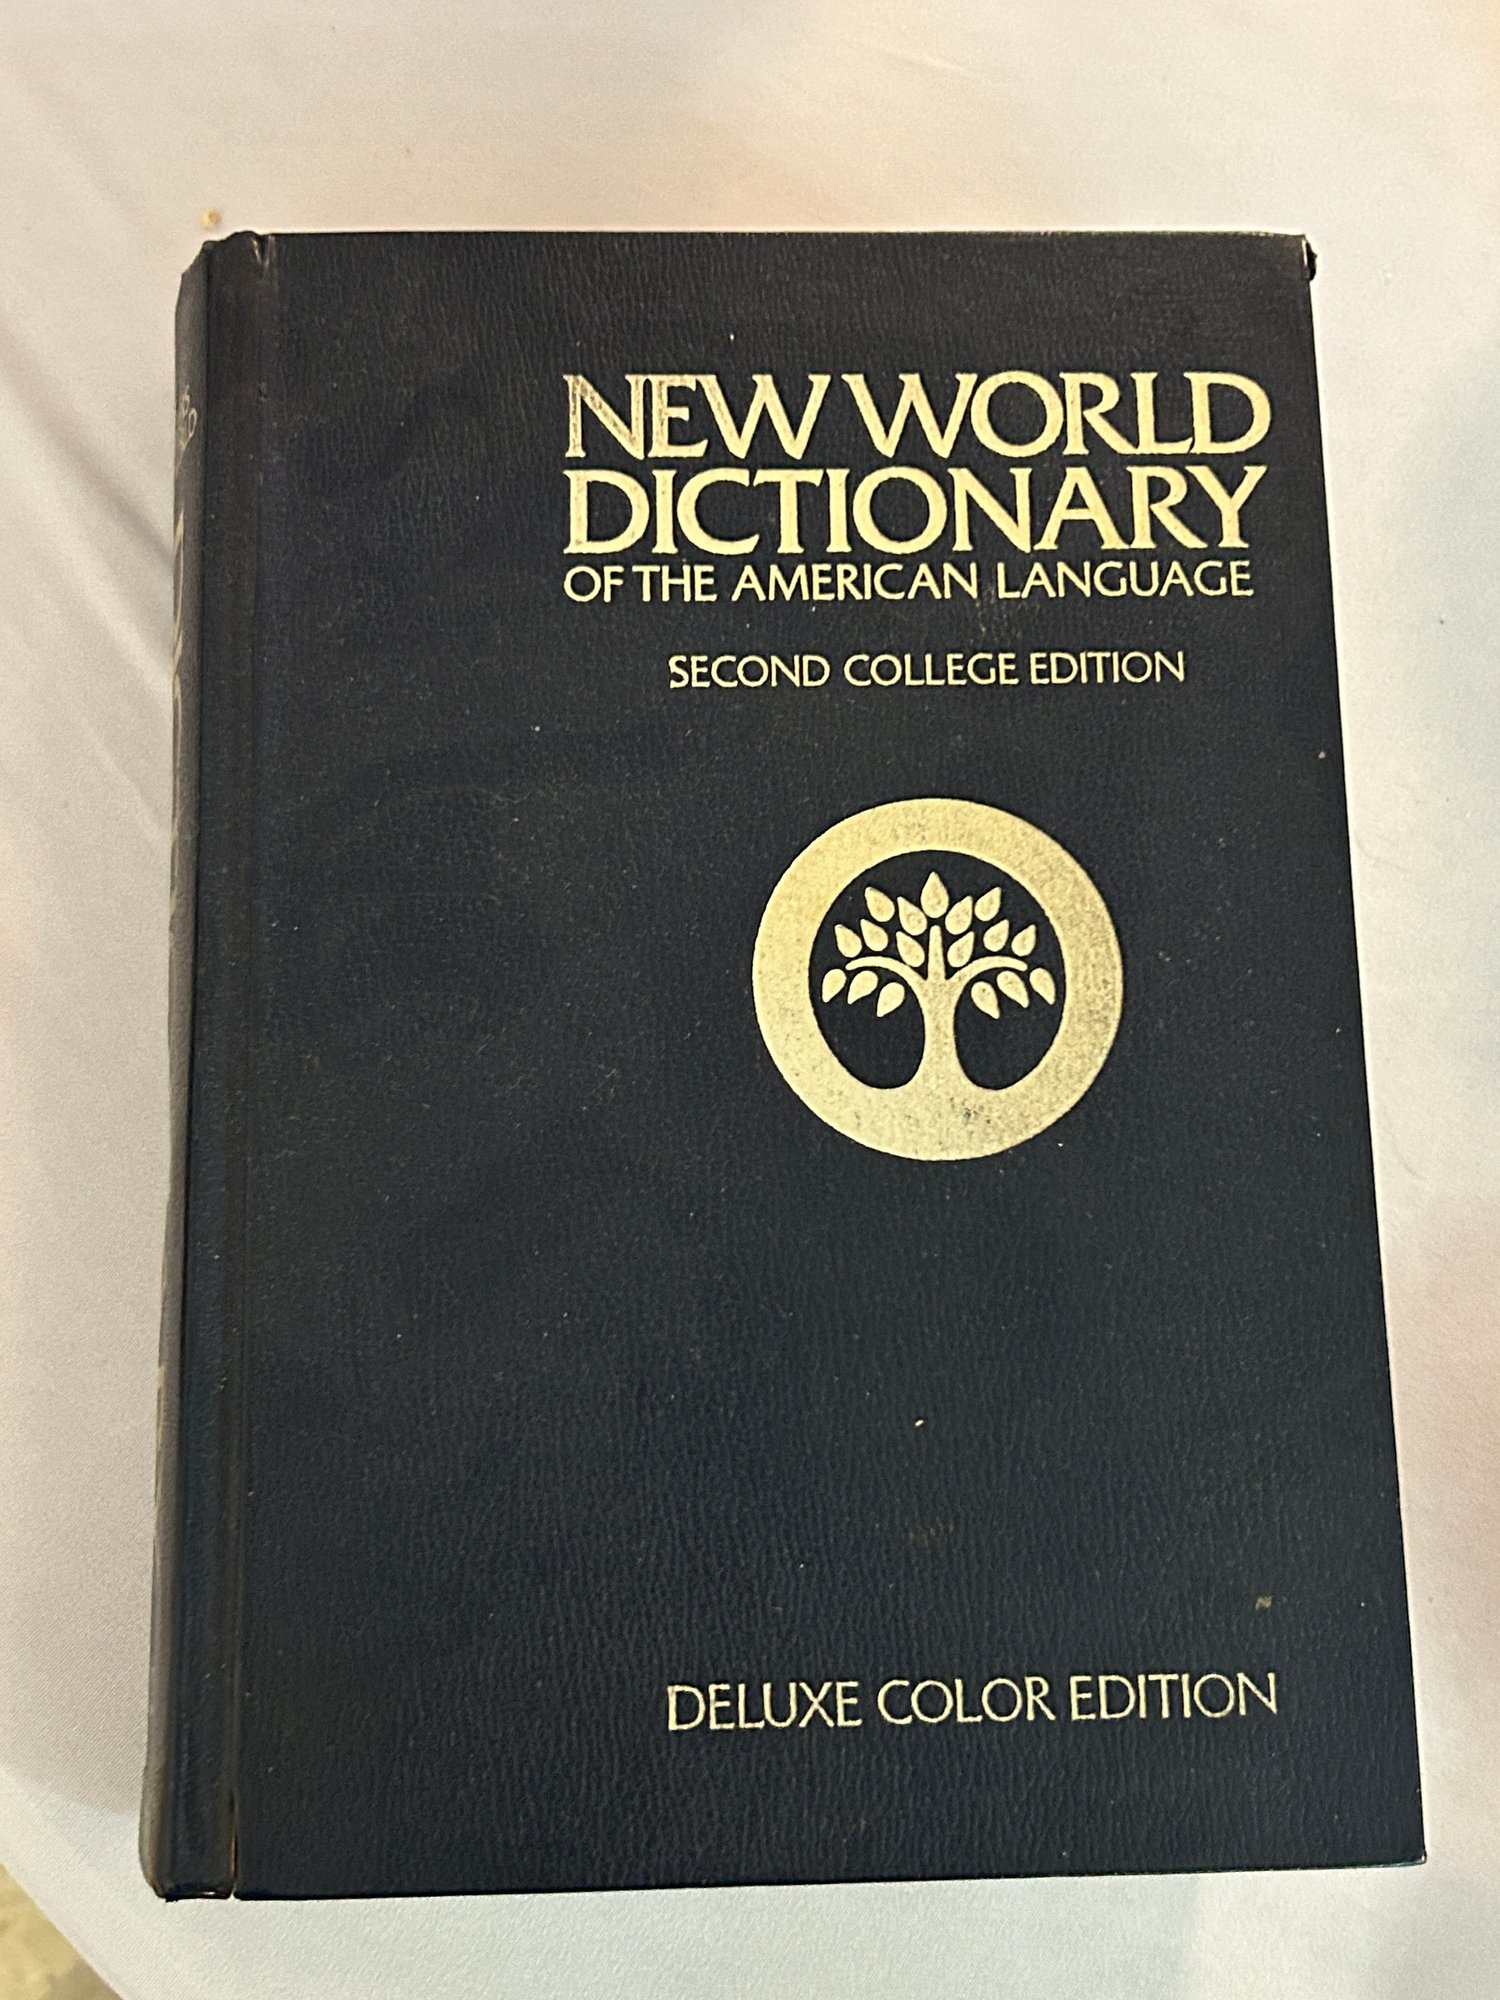 NEW WORLD
DICTIONARY
OF THE AMERICAN LANGUAGE
SECOND COLLEGE EDITION
DELUXE COLOR EDITION